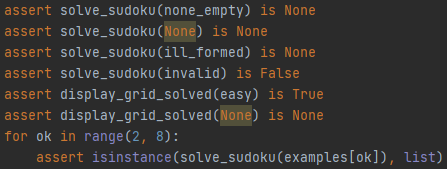 assert solve_sudoku(none_empty) is None
assert solve_sudoku(None) is None
assert solve_sudoku(ill_formed) is None
assert solve_sudoku(invalid) is False
assert display_grid_solved(easy) is True
assert display_grid_solved(None) is None
for ok in range(2, 8):
    assert isinstance(solve_sudoku(examples[ok]), list)